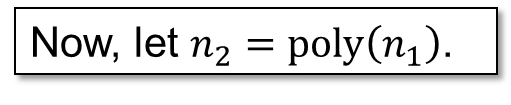 Now, let n₂ = poly(n₁).